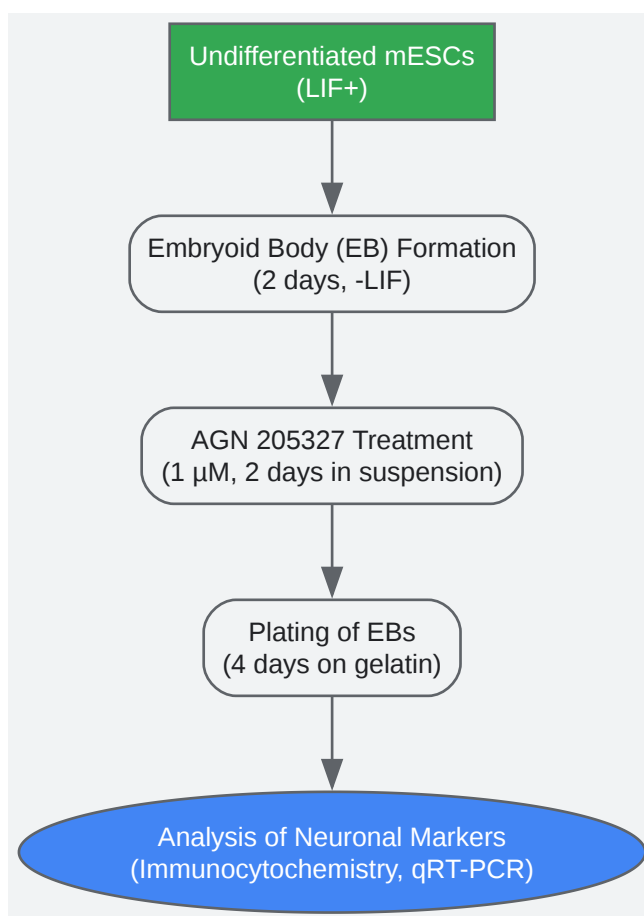 Undifferentiated mESCs
(LIF+)
Embryoid Body (EB) Formation
(2 days, -LIF)
AGN 205327 Treatment
(1 µM, 2 days in suspension)
Plating of EBs
(4 days on gelatin)
Analysis of Neuronal Markers
(Immunocytochemistry, qRT-PCR)